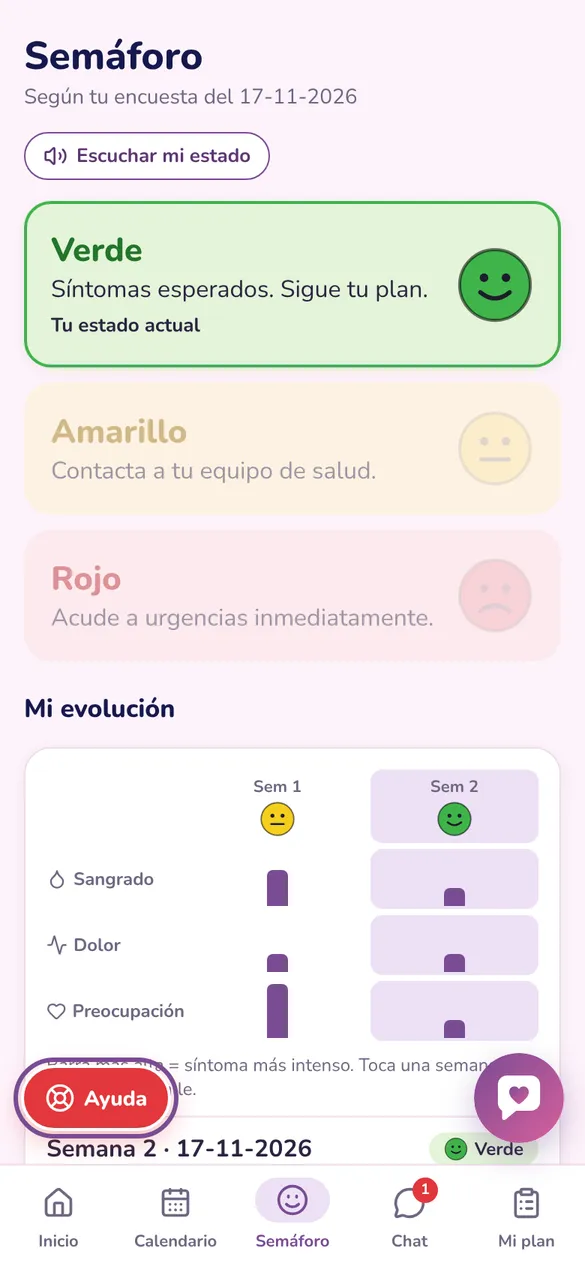 Semáforo
Según tu encuesta del 17-11-2026
Escuchar mi estado
Verde
Síntomas esperados. Sigue tu plan.
Tu estado actual
Amarillo
Contacta a tu equipo de salud.
Rojo
Acude a urgencias inmediatamente.
Mi evolución
Sem 1
Sem 2
Sangrado
Dolor
Preocupación
= síntoma más intenso. Toca una
Ayuda
Semana 2 · 17-11-2026
Verde
1
Inicio
Calendario
Semáforo
Chat
Mi plan